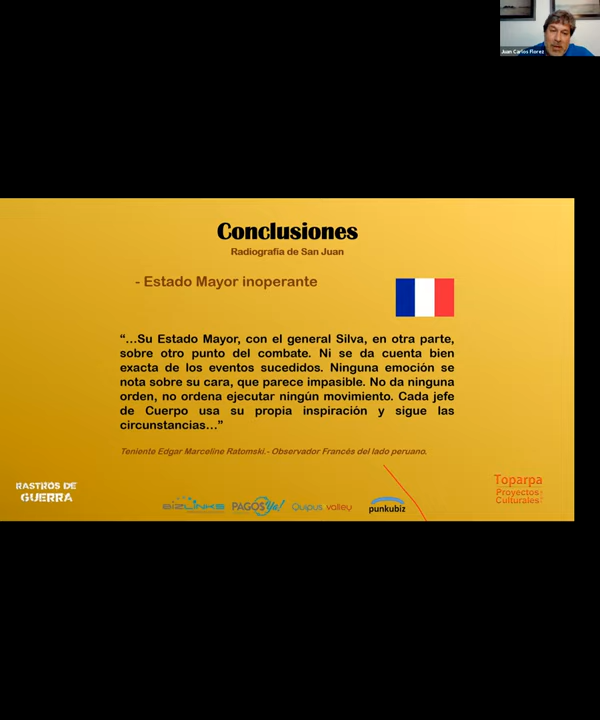 Juan Carlos Florez
Conclusiones
Radiografia de San Juan
- Estado Mayor inoperante
“…Su Estado Mayor, con el general Silva, en otra parte,
sobre otro punto del combate. Ni se da cuenta bien
exacta de los eventos sucedidos. Ninguna emoción se
nota sobre su cara, que parece impasible. No da ninguna
orden, no ordena ejecutar ningún movimiento. Cada jefe
de Cuerpo usa su propia inspiración y sigue las
circunstancias…”
Teniente Edgar Marceline Ratomski.- Observador Francés del lado peruano.
RASTROS DE
GUERRA
BIZLINKS
PAGOS Ya!
Quipus valley
punkubiz
Toparpa
Proyectos
Culturales